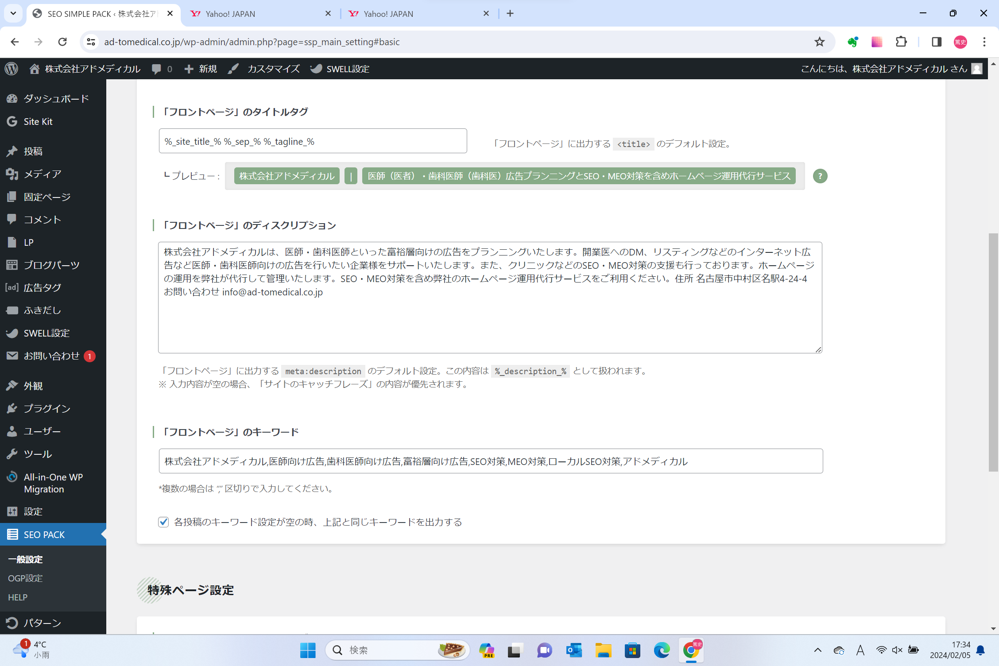 SEO SIMPLE PACK ‹ 株式会社ア
Yahoo! JAPAN
Yahoo! JAPAN
ad-tomedical.co.jp/wp-admin/admin.php?page=ssp_main_setting#basic
篤史
株式会社アドメディカル
0
新規
カスタマイズ
SWELL設定
こんにちは、株式会社アドメディカル さん
ダッシュボード
Site Kit
投稿
メディア
固定ページ
コメント
LP
ブログパーツ
[ad] 広告タグ
ふきだし
SWELL設定
お問い合わせ 1
外観
プラグイン
ユーザー
ツール
All-in-One WP
Migration
設定
SEO PACK
一般設定
OGP設定
HELP
パターン
「フロントページ」のタイトルタグ
%_site_title_% %_sep_% %_tagline_%
「フロントページ」に出力する <title> のデフォルト設定。
┗ プレビュー : 株式会社アドメディカル | 医師（医者）・歯科医師（歯科医）広告プランニングとSEO・MEO対策を含めホームページ運用代行サービス ?
「フロントページ」のディスクリプション
株式会社アドメディカルは、医師・歯科医師といった富裕層向けの広告をプランニングいたします。開業医へのDM、リスティングなどのインターネット広
告など医師・歯科医師向けの広告を行いたい企業様をサポートいたします。また、クリニックなどのSEO・MEO対策の支援も行っております。ホームページ
の運用を弊社が代行して管理いたします。SEO・MEO対策を含め弊社のホームページ運用代行サービスをご利用ください。住所 名古屋市中村区名駅4-24-4
お問い合わせ info@ad-tomedical.co.jp
「フロントページ」に出力する meta:description のデフォルト設定。この内容は %_description_% として扱われます。
※ 入力内容が空の場合、「サイトのキャッチフレーズ」の内容が優先されます。
「フロントページ」のキーワード
株式会社アドメディカル,医師向け広告,歯科医師向け広告,富裕層向け広告,SEO対策,MEO対策,ローカルSEO対策,アドメディカル
*複数の場合は “,” 区切りで入力してください。
各投稿のキーワード設定が空の時、上記と同じキーワードを出力する
特殊ページ設定
1
4°C
小雨
検索
PRE
篤史
A
17:34
2024/02/05